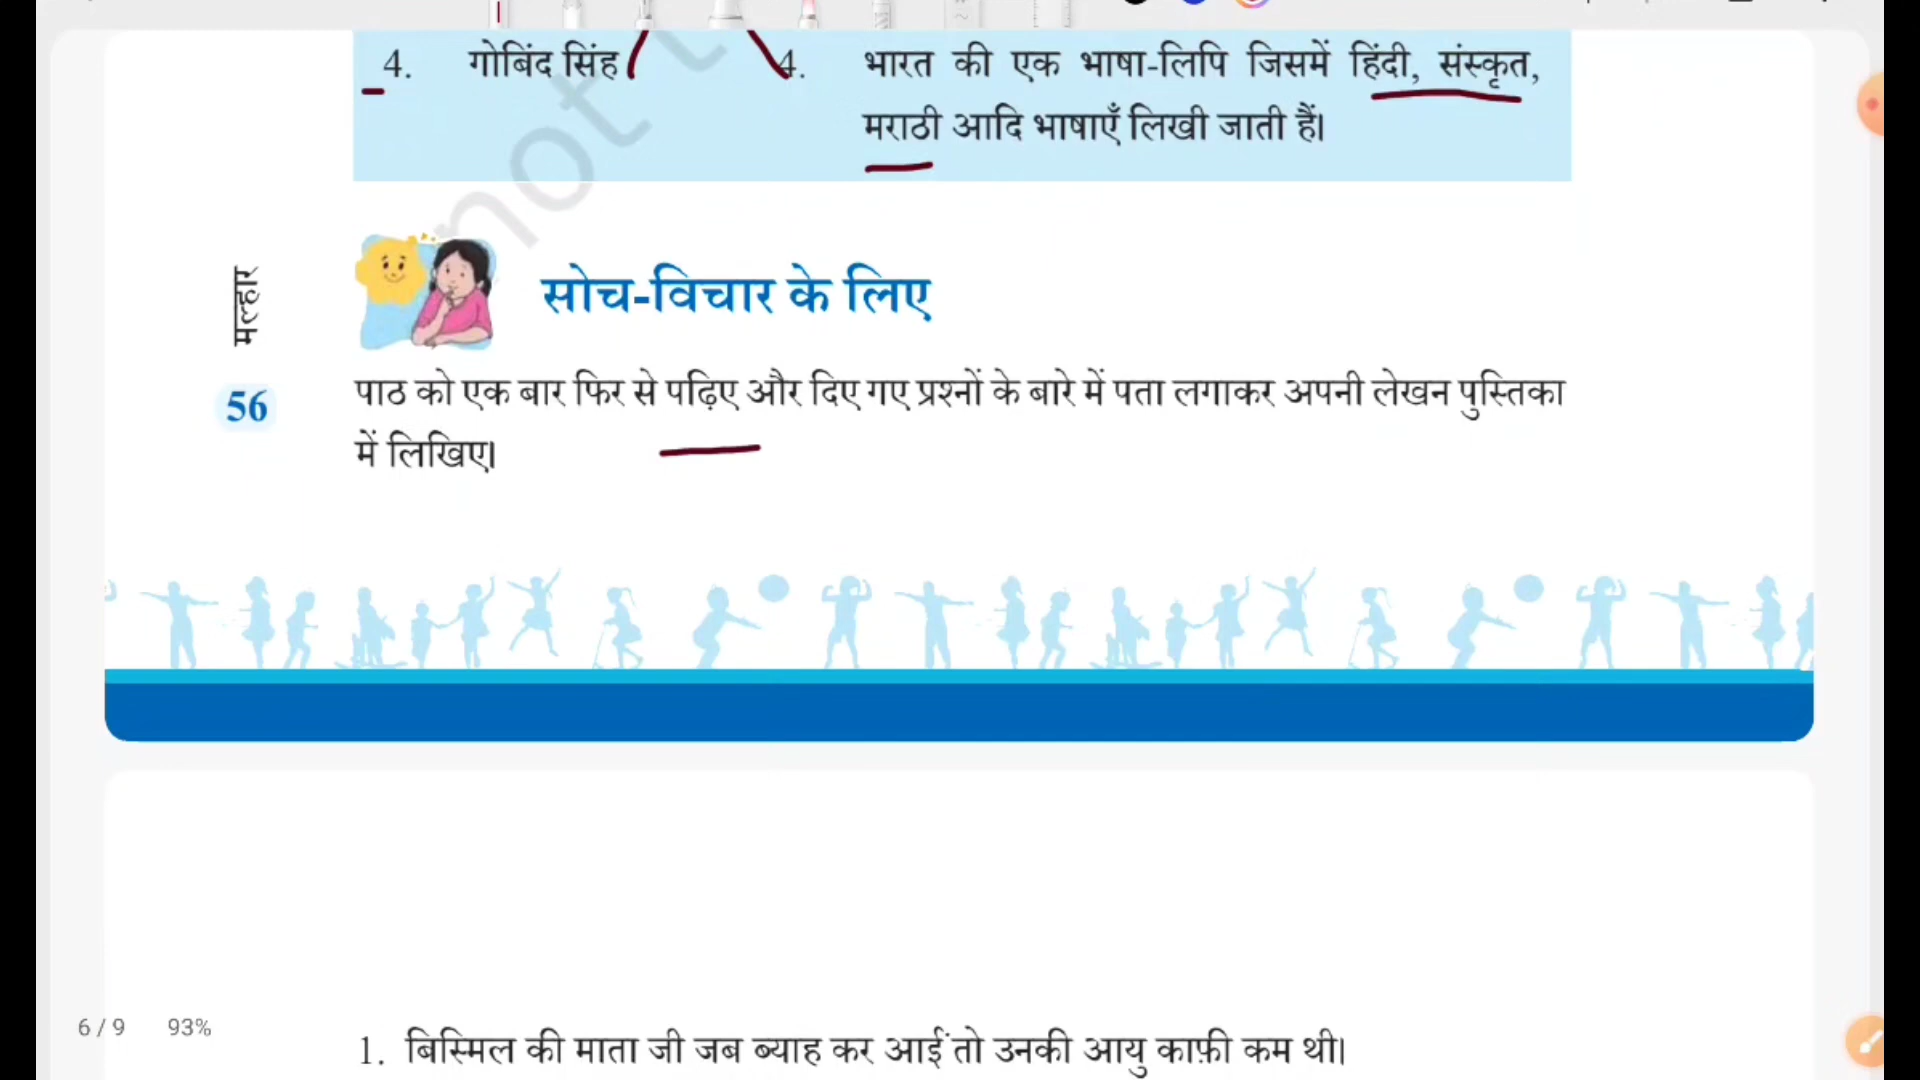 4. गोबिंद सिंह 4. भारत की एक भाषा-लिपि जिसमें हिंदी, संस्कृत,
मराठी आदि भाषाएँ लिखी जाती हैं।
not
मल्हार
सोच-विचार के लिए
56
पाठ को एक बार फिर से पढ़िए और दिए गए प्रश्नों के बारे में पता लगाकर अपनी लेखन पुस्तिका
में लिखिए।
6 / 9 93%
1. बिस्मिल की माता जी जब ब्याह कर आईं तो उनकी आयु काफ़ी कम थी।